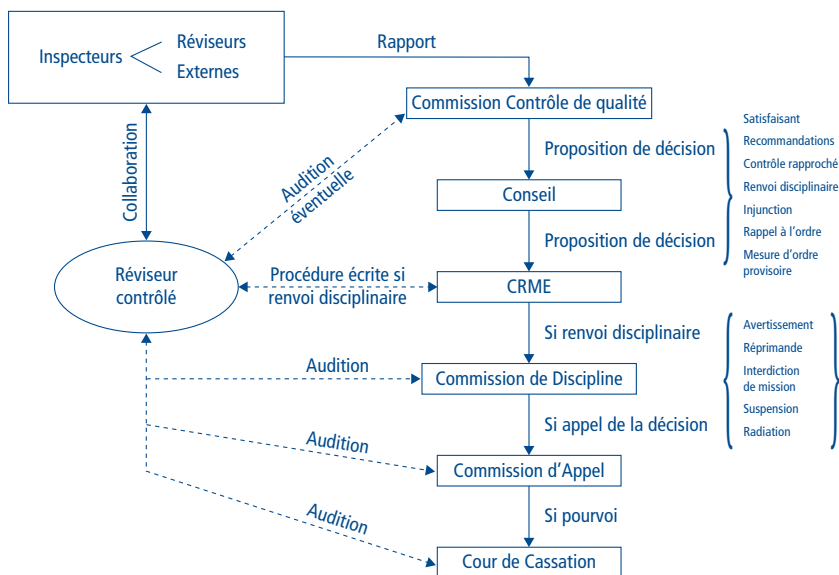 Inspecteurs
Réviseurs
Externes
Rapport
Commission Contrôle de qualité
Collaboration
Audition
éventuelle
Proposition de décision
Satisfaisant
Recommandations
Contrôle rapproché
Renvoi disciplinaire
Injunction
Rappel à l'ordre
Mesure d'ordre
provisoire
Conseil
Proposition de décision
Réviseur
contrôlé
Procédure écrite si
renvoi disciplinaire
CRME
Si renvoi disciplinaire
Avertissement
Réprimande
Interdiction
de mission
Suspension
Radiation
Audition
Commission de Discipline
Si appel de la décision
Audition
Commission d'Appel
Si pourvoi
Audition
Cour de Cassation